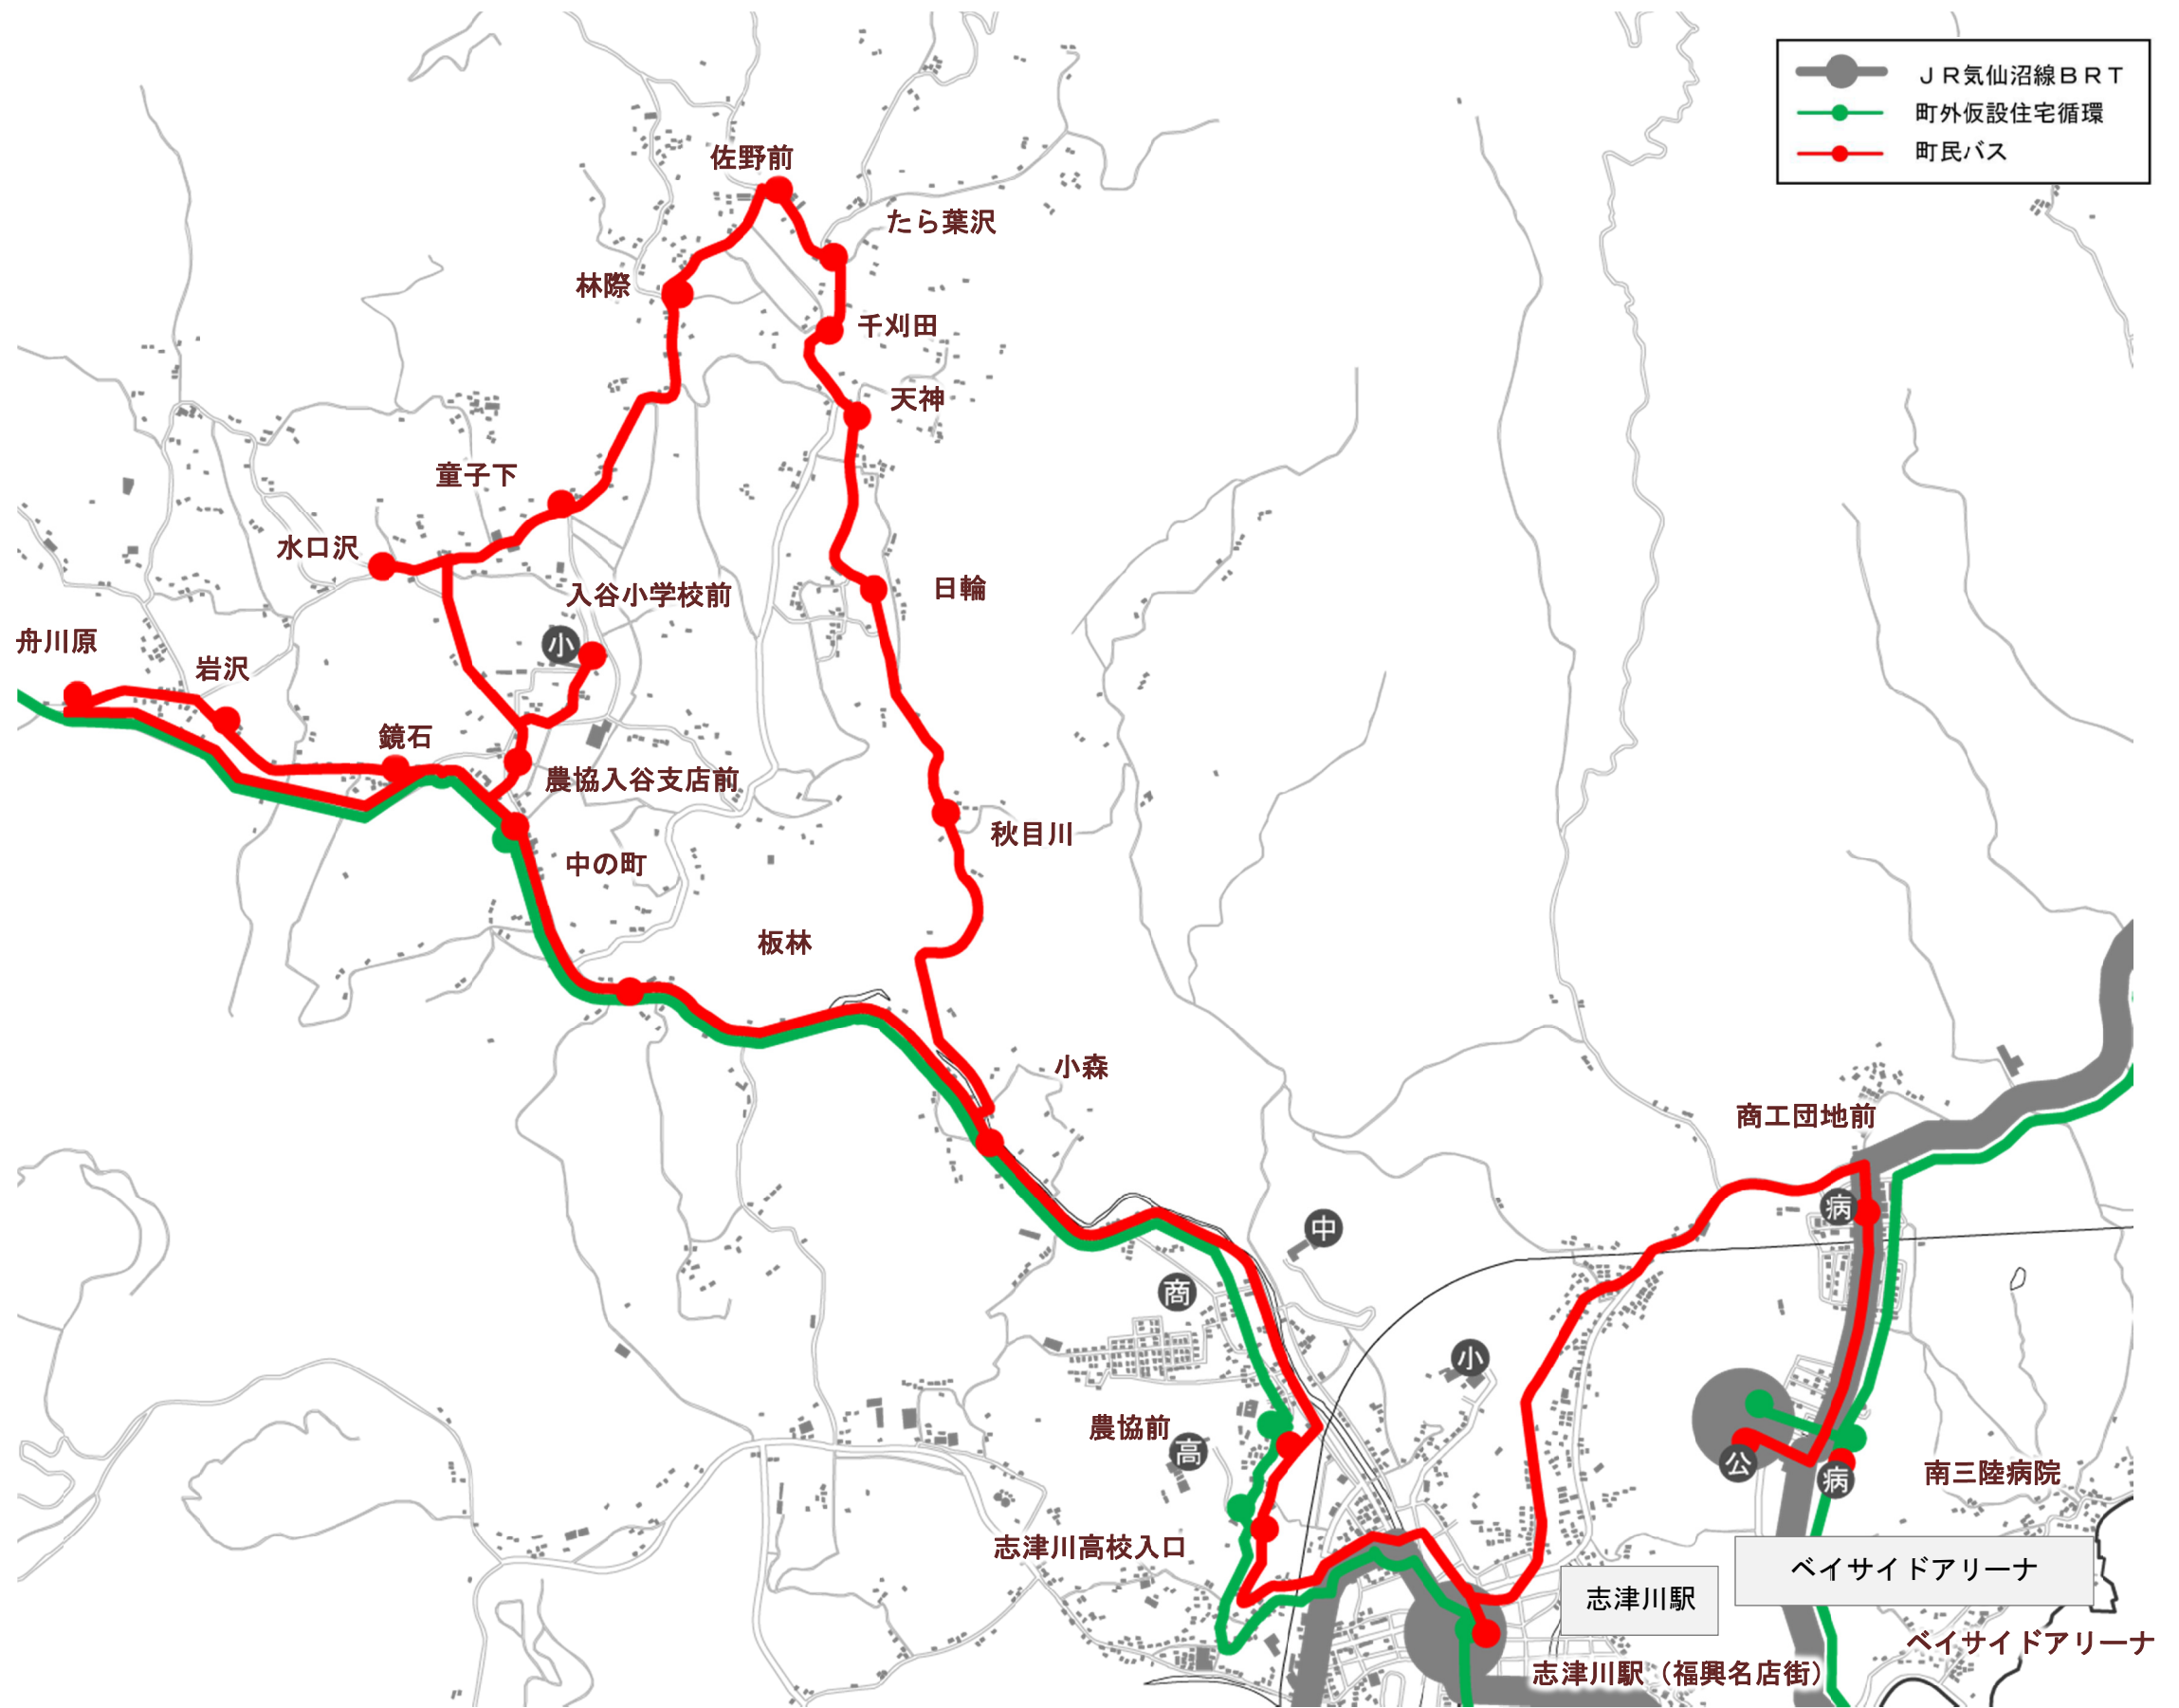 JR気仙沼線BRT
町外仮設住宅循環
町民バス
佐野前
たら葉沢
林際
千刈田
天神
童子下
水口沢
入谷小学校前
小
日輪
舟川原
岩沢
鏡石
農協入谷支店前
秋目川
中の町
板林
小森
商工団地前
病
中
商
小
農協前
高
公
病
南三陸病院
志津川高校入口
ベイサイドアリーナ
志津川駅
ベイサイドアリーナ
志津川駅（福興名店街）